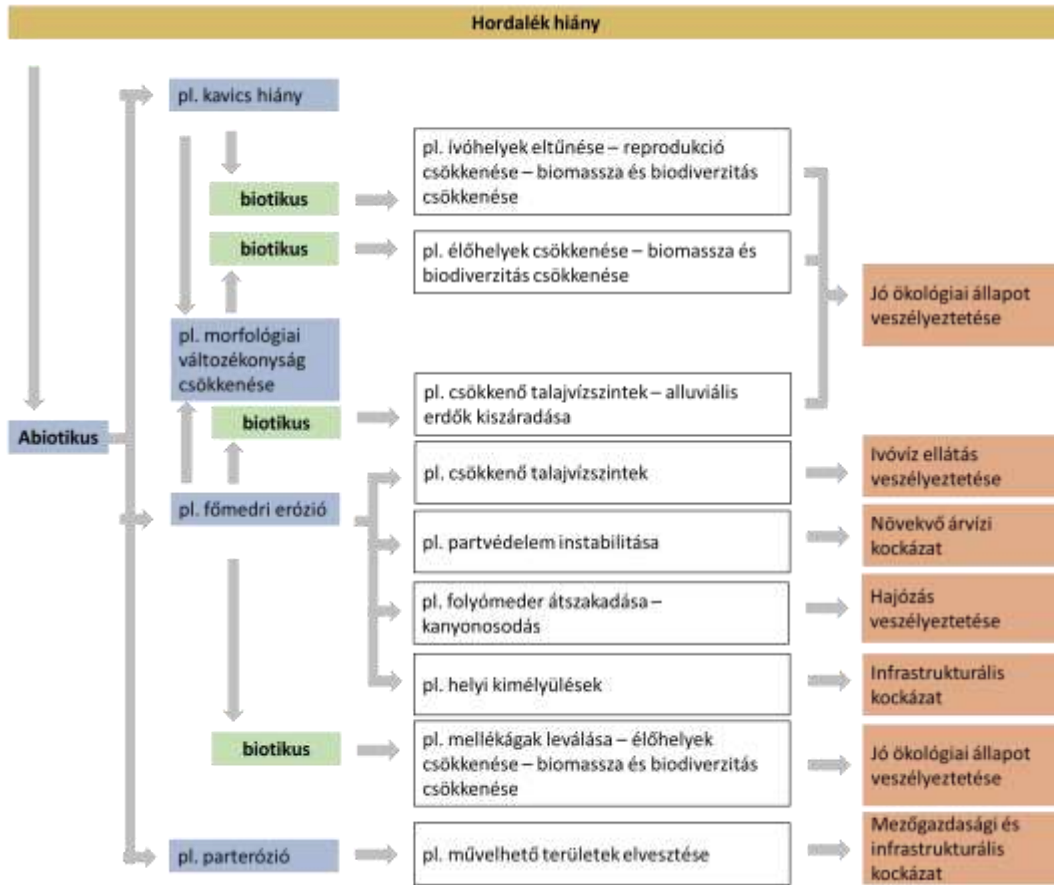 Hordalék hiány
pl. kavics hiány
pl. ívóhelyek eltűnése – reprodukció
csökkenése – biomassza és biodiverzitás
csökkenése
biotikus
biotikus
pl. élőhelyek csökkenése – biomassza és
biodiverzitás csökkenése
Jó ökológiai állapot
veszélyeztetése
pl. morfológiai
változékonyság
csökkenése
pl. csökkenő talajvízszintek – alluviális
erdők kiszáradása
biotikus
Abiotikus
pl. csökkenő talajvízszintek
Ivóvíz ellátás
veszélyeztetése
pl. főmedri erózió
pl. partvédelem instabilitása
Növekvő árvízi
kockázat
pl. folyómeder átszakadása –
kanyonosodás
Hajózás
veszélyeztetése
pl. helyi kimélyülések
Infrastrukturális
kockázat
biotikus
pl. mellékágak leválása – élőhelyek
csökkenése – biomassza és biodiverzitás
csökkenése
Jó ökológiai állapot
veszélyeztetése
pl. parterózió
pl. művelhető területek elvesztése
Mezőgazdasági és
infrastrukturális
kockázat